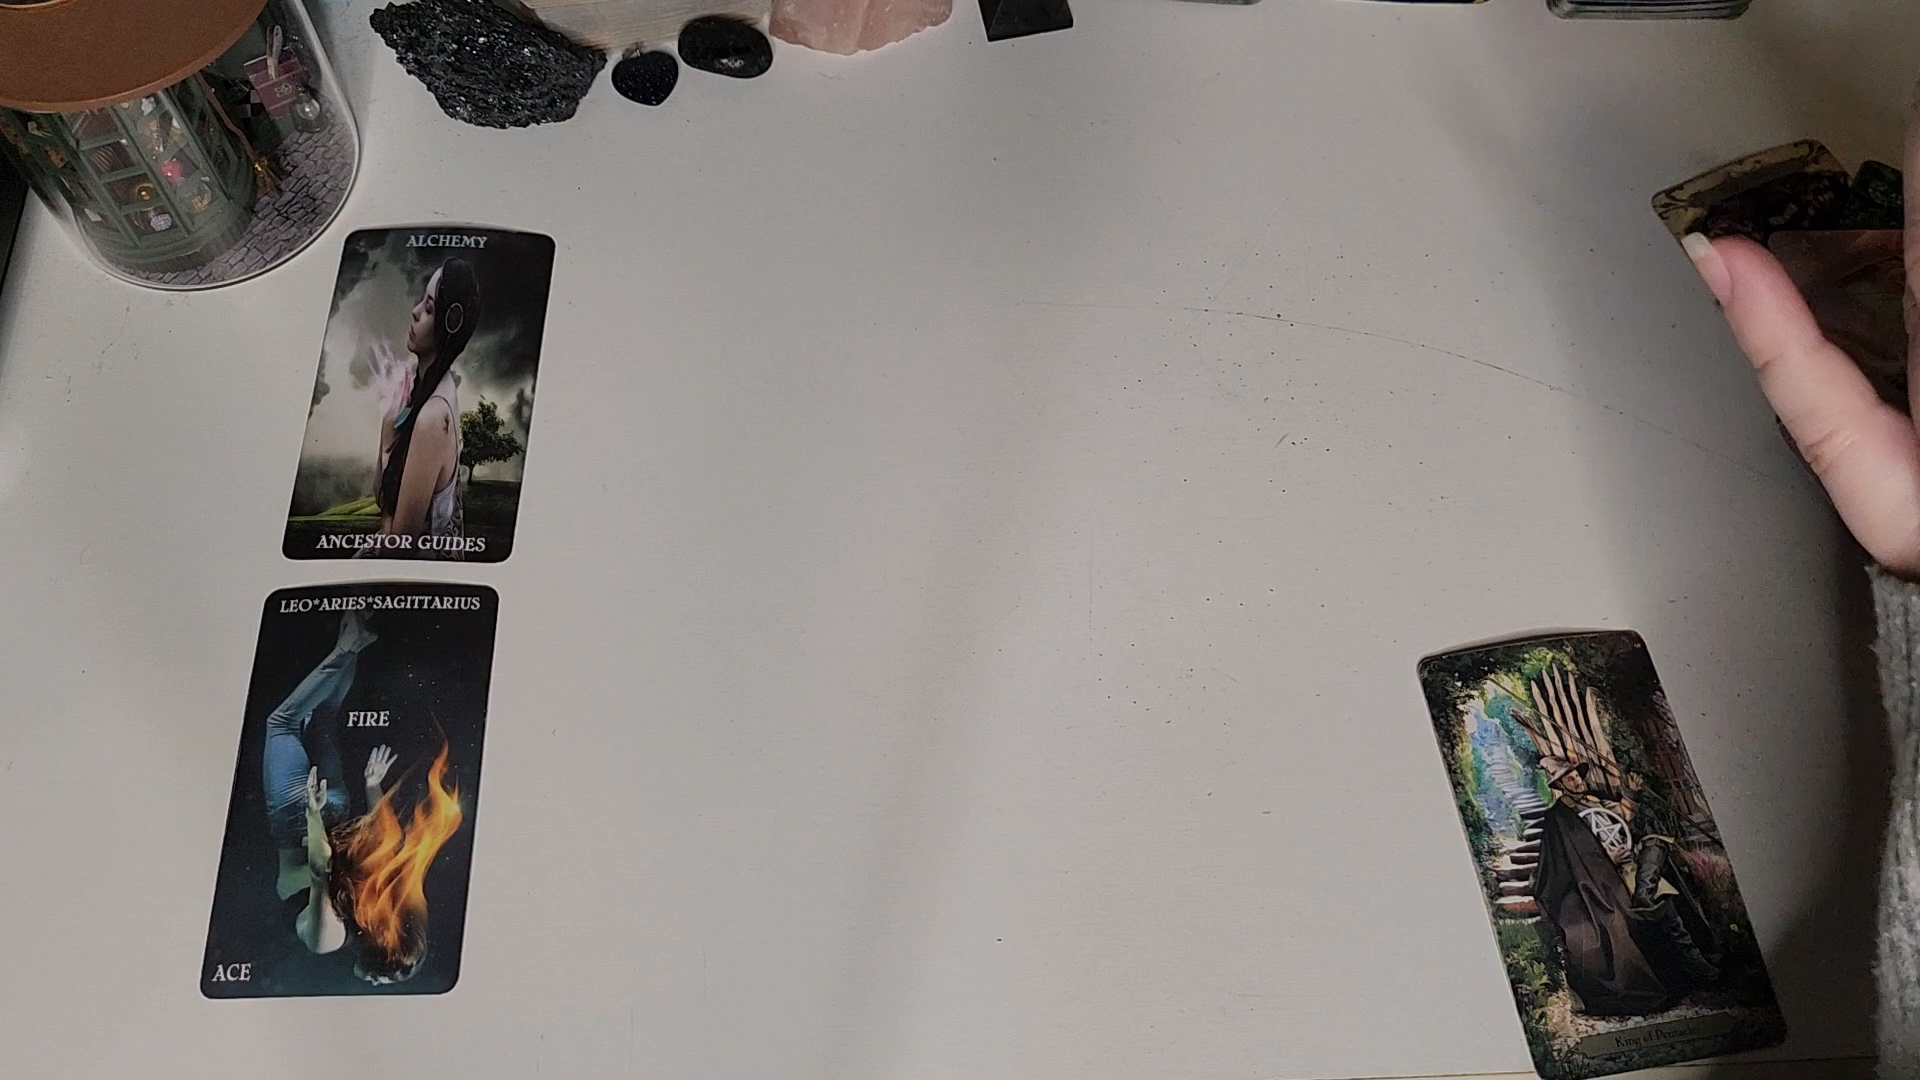 ALCHEMY
ANCESTOR GUIDES
LEO*ARIES*SAGITTARIUS
FIRE
ACE
King of Pentacles